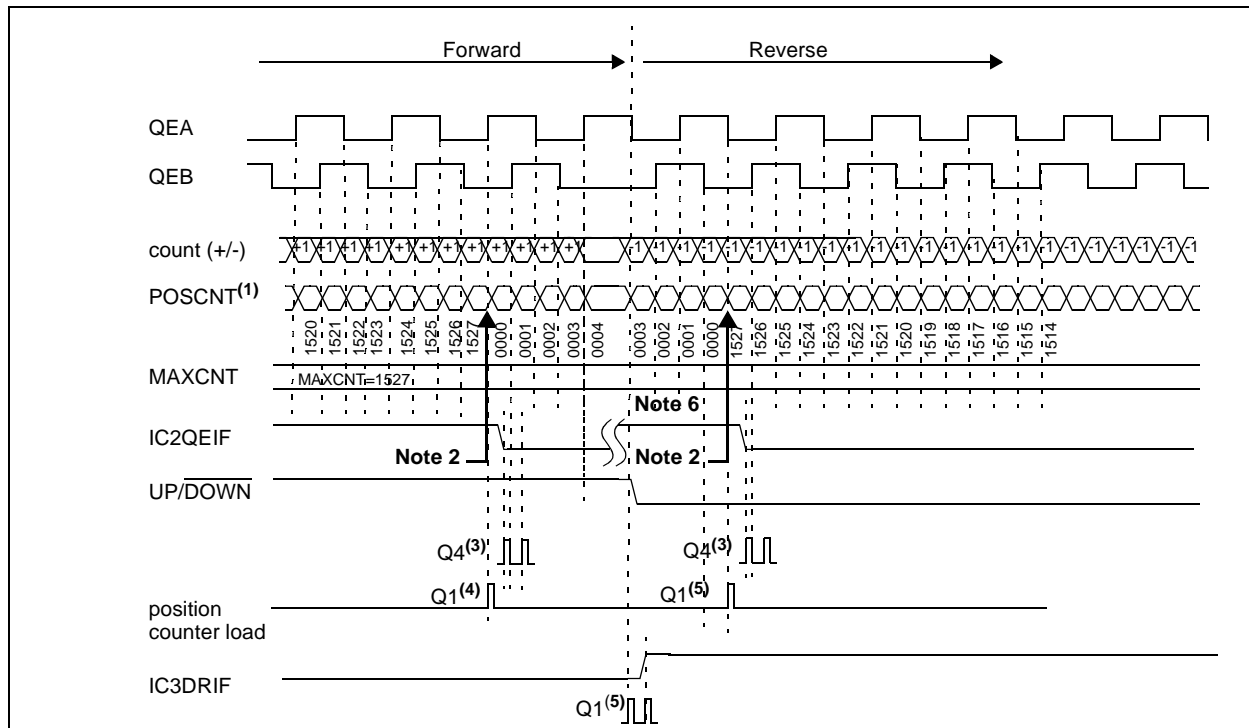 Forward Reverse
QEA
QEB
count (+/-) +1 +1 +1 +1 +1 +1 +1 +1 +1 +1 +1 +1 -1 -1 -1 -1 -1 -1 -1 -1 -1 -1 -1 -1 -1 -1 -1 -1 -1 -1 -1 -1 -1 -1 -1 -1
POSCNT(1)
1520 1521 1522 1523 1524 1525 1526 1527 0000 0001 0002 0003 0004 0003 0002 0001 0000 1527 1526 1525 1524 1523 1522 1521 1520 1519 1518 1517 1516 1515 1514
MAXCNT MAXCNT=1527
Note 6
IC2QEIF
Note 2 Note 2
UP/DOWN
Q4(3) Q4(3)
Q1(4) Q1(5)
position
counter load
IC3DRIF
Q1(5)